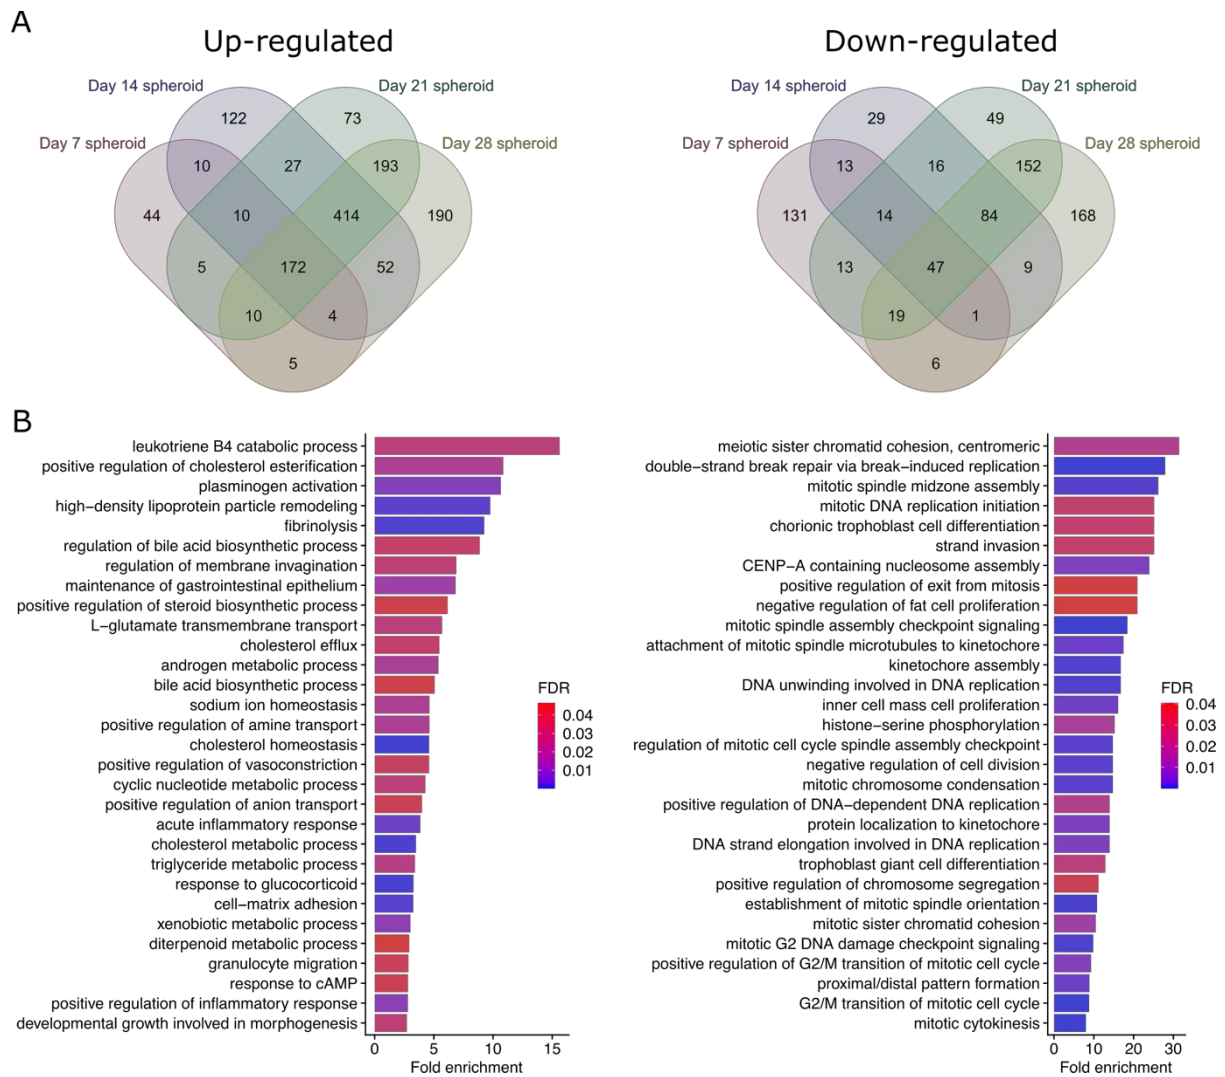 A
Up-regulated
Down-regulated
Day 14 spheroid
Day 21 spheroid
Day 7 spheroid
Day 28 spheroid
122
73
10
27
193
44
10
414
190
5
172
52
10
4
5
Day 14 spheroid
Day 21 spheroid
Day 7 spheroid
Day 28 spheroid
29
49
13
16
152
131
14
84
168
13
47
9
19
1
6
B
leukotriene B4 catabolic process
positive regulation of cholesterol esterification
plasminogen activation
high−density lipoprotein particle remodeling
fibrinolysis
regulation of bile acid biosynthetic process
regulation of membrane invagination
maintenance of gastrointestinal epithelium
positive regulation of steroid biosynthetic process
L−glutamate transmembrane transport
cholesterol efflux
androgen metabolic process
bile acid biosynthetic process
sodium ion homeostasis
positive regulation of amine transport
cholesterol homeostasis
positive regulation of vasoconstriction
cyclic nucleotide metabolic process
positive regulation of anion transport
acute inflammatory response
cholesterol metabolic process
triglyceride metabolic process
response to glucocorticoid
cell−matrix adhesion
xenobiotic metabolic process
diterpenoid metabolic process
granulocyte migration
response to cAMP
positive regulation of inflammatory response
developmental growth involved in morphogenesis
FDR
0.04
0.03
0.02
0.01
0 5 10 15
Fold enrichment
meiotic sister chromatid cohesion, centromeric
double−strand break repair via break−induced replication
mitotic spindle midzone assembly
mitotic DNA replication initiation
chorionic trophoblast cell differentiation
strand invasion
CENP−A containing nucleosome assembly
positive regulation of exit from mitosis
negative regulation of fat cell proliferation
mitotic spindle assembly checkpoint signaling
attachment of mitotic spindle microtubules to kinetochore
kinetochore assembly
DNA unwinding involved in DNA replication
inner cell mass cell proliferation
histone−serine phosphorylation
regulation of mitotic cell cycle spindle assembly checkpoint
negative regulation of cell division
mitotic chromosome condensation
positive regulation of DNA−dependent DNA replication
protein localization to kinetochore
DNA strand elongation involved in DNA replication
trophoblast giant cell differentiation
positive regulation of chromosome segregation
establishment of mitotic spindle orientation
mitotic sister chromatid cohesion
mitotic G2 DNA damage checkpoint signaling
positive regulation of G2/M transition of mitotic cell cycle
proximal/distal pattern formation
G2/M transition of mitotic cell cycle
mitotic cytokinesis
FDR
0.04
0.03
0.02
0.01
0 10 20 30
Fold enrichment